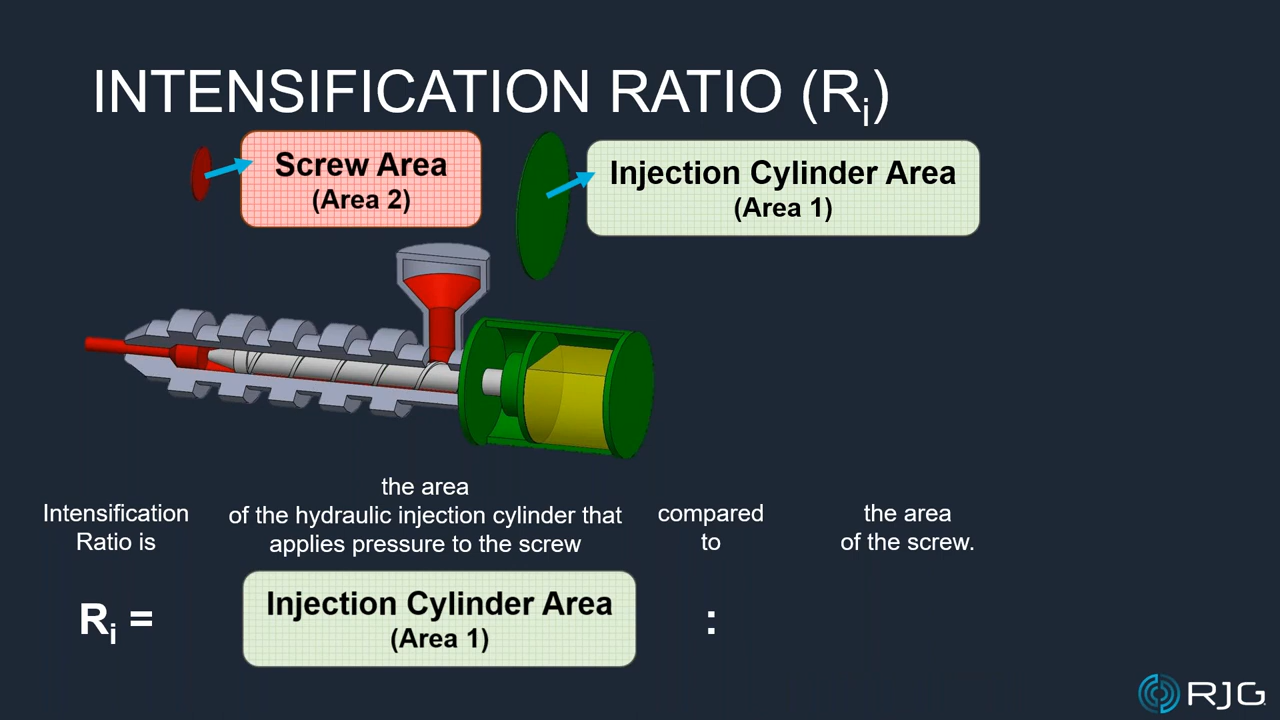 INTENSIFICATION RATIO (Ri)
Screw Area
(Area 2)
Injection Cylinder Area
(Area 1)
Intensification
Ratio is
the area
of the hydraulic injection cylinder that
applies pressure to the screw
compared
to
the area
of the screw.
Ri =
Injection Cylinder Area
(Area 1)
:
RJG